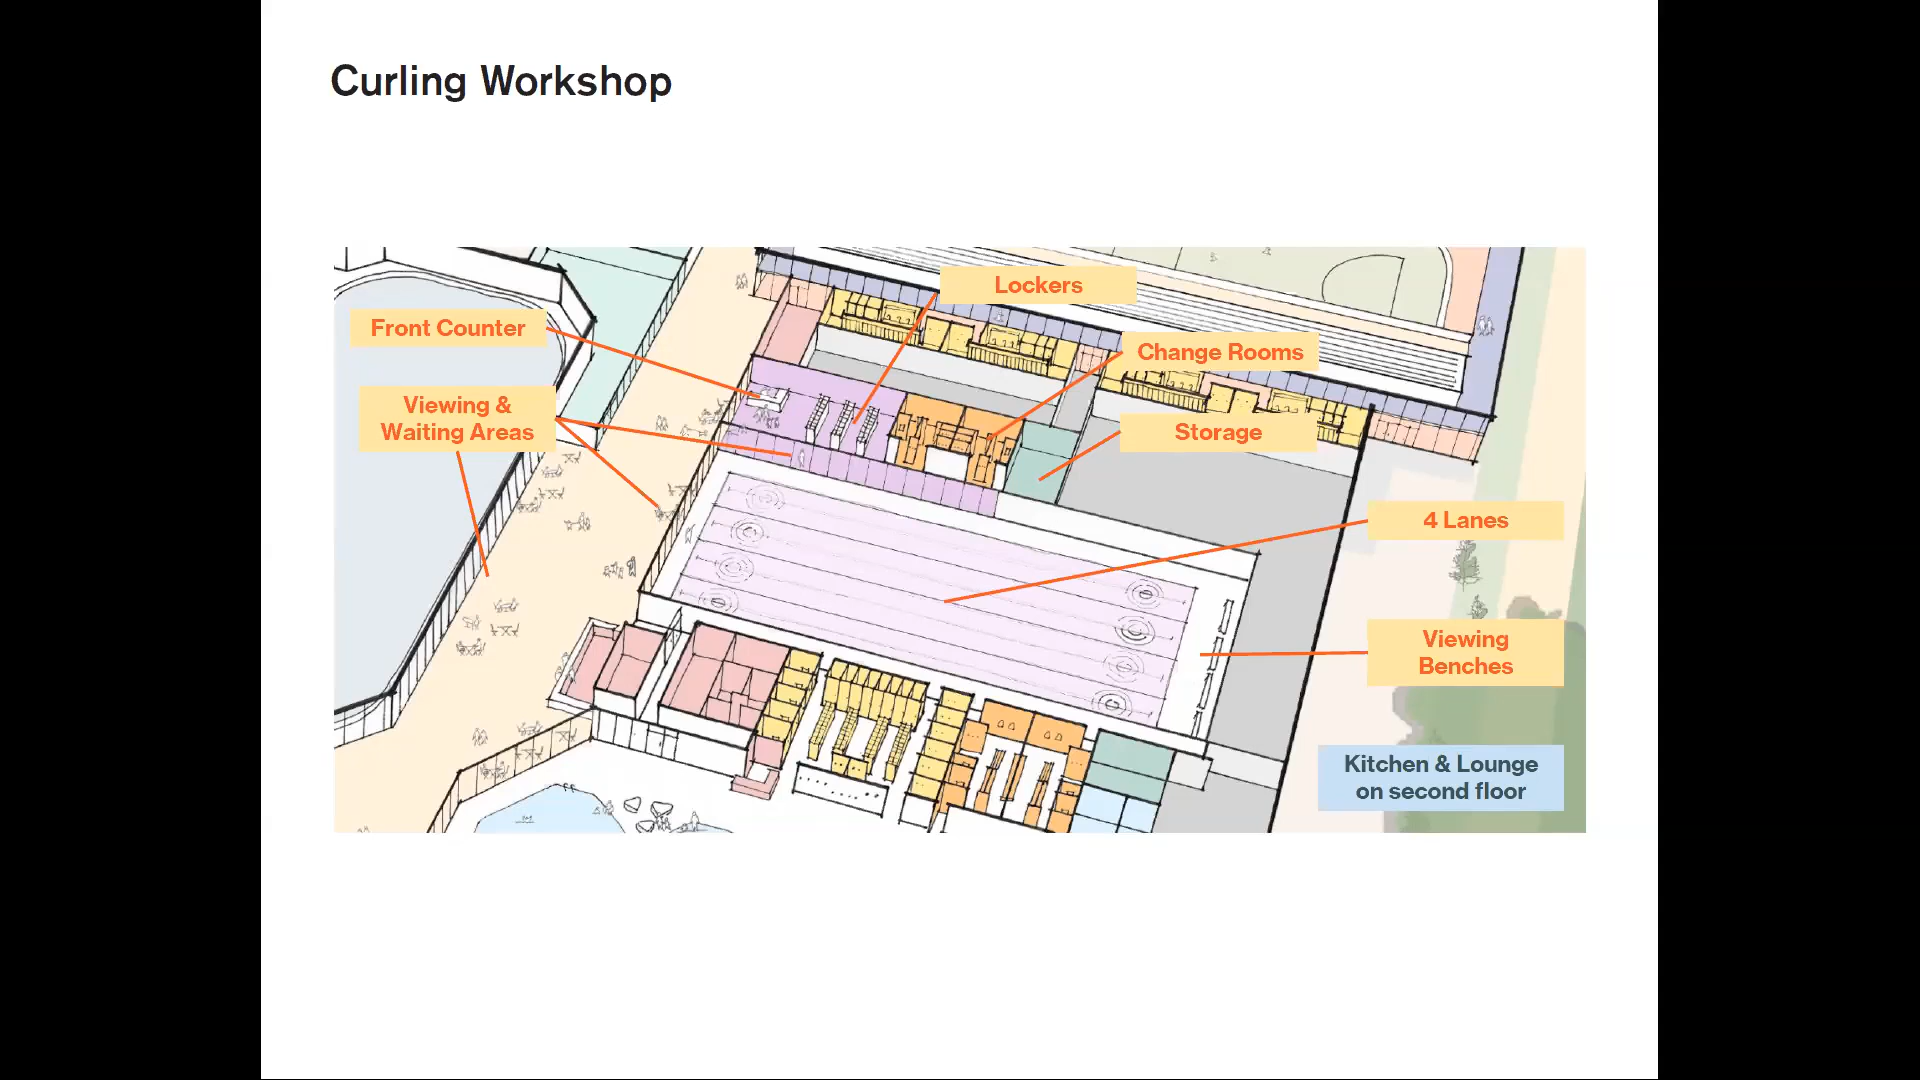 Curling Workshop
Lockers
Front Counter
Change Rooms
Viewing &
Waiting Areas
Storage
4 Lanes
Viewing
Benches
Kitchen & Lounge
on second floor